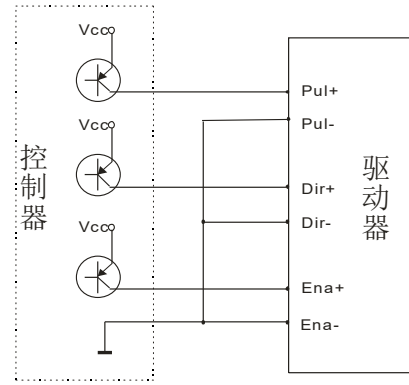 Vcc
Vcc
Vcc
控制器
Pul+
Pul-
Dir+
Dir-
Ena+
Ena-
驱动器